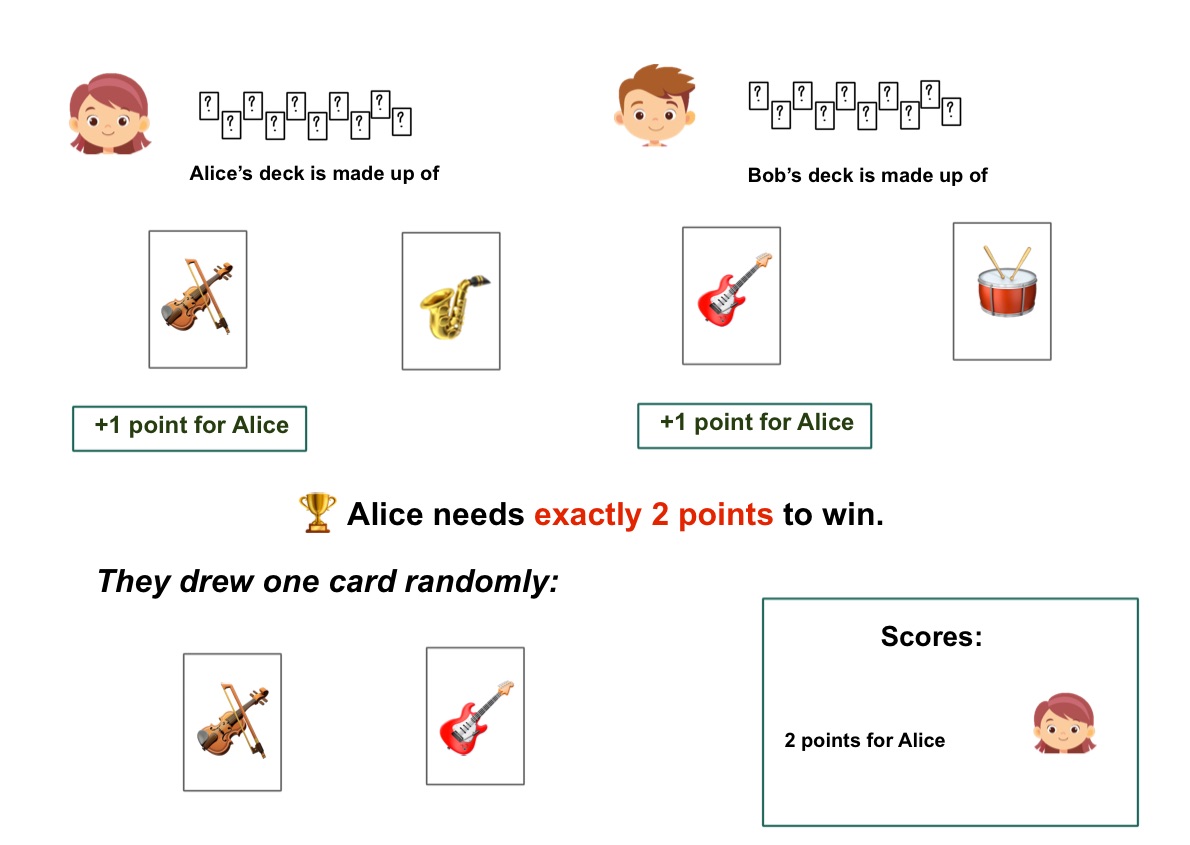 ? ? ? ? ? ? ? ? ? ?
? ? ? ? ? ? ? ? ? ?
Alice’s deck is made up of
Bob’s deck is made up of
+1 point for Alice
+1 point for Alice
Alice needs exactly 2 points to win.
They drew one card randomly:
Scores:
2 points for Alice